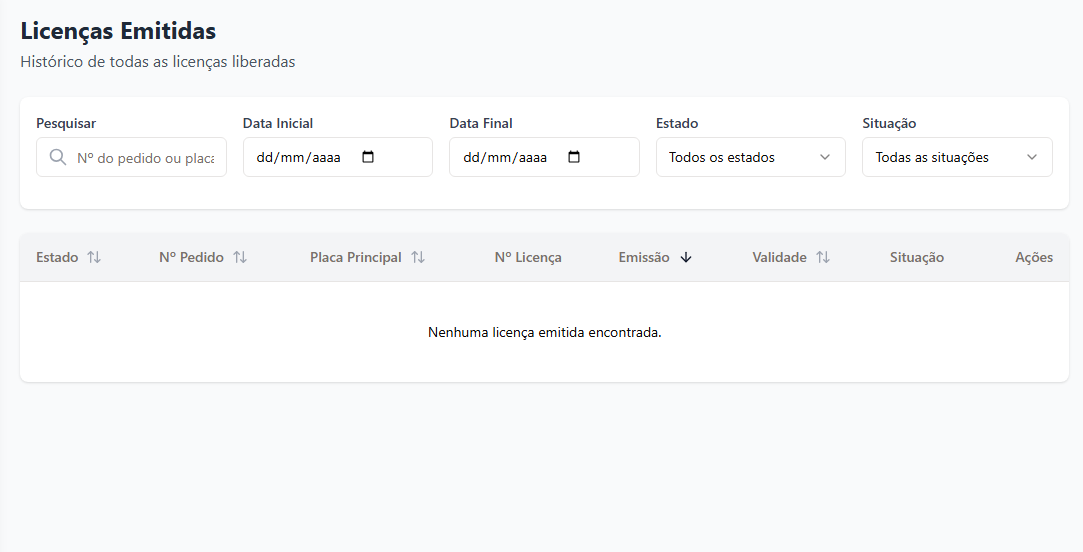 Licenças Emitidas
Histórico de todas as licenças liberadas
Pesquisar Data Inicial Data Final Estado Situação
Nº do pedido ou placa dd/mm/aaaa dd/mm/aaaa Todos os estados Todas as situações
Estado Nº Pedido Placa Principal Nº Licença Emissão Validade Situação Ações
Nenhuma licença emitida encontrada.